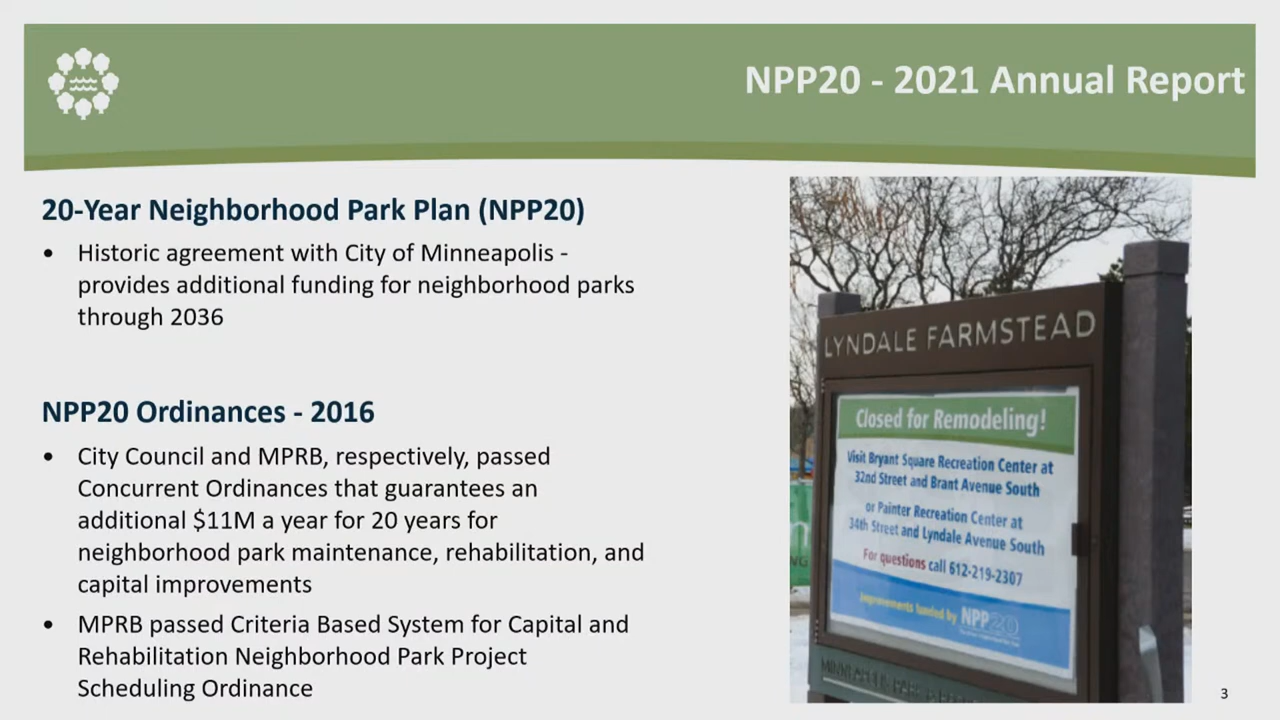 NPP20 - 2021 Annual Report
20-Year Neighborhood Park Plan (NPP20)
• Historic agreement with City of Minneapolis -
provides additional funding for neighborhood parks
through 2036
NPP20 Ordinances - 2016
• City Council and MPRB, respectively, passed
Concurrent Ordinances that guarantees an
additional $11M a year for 20 years for
neighborhood park maintenance, rehabilitation, and
capital improvements
• MPRB passed Criteria Based System for Capital and
Rehabilitation Neighborhood Park Project
Scheduling Ordinance
LYNDALE FARMSTEAD
Closed for Remodeling!
Visit Bryant Square Recreation Center at
32nd Street and Brant Avenue South
or Painter Recreation Center at
34th Street and Lyndale Avenue South
For questions call 612-219-2307
Improvements funded by NPP20
MINNEAPOLIS PARK
3